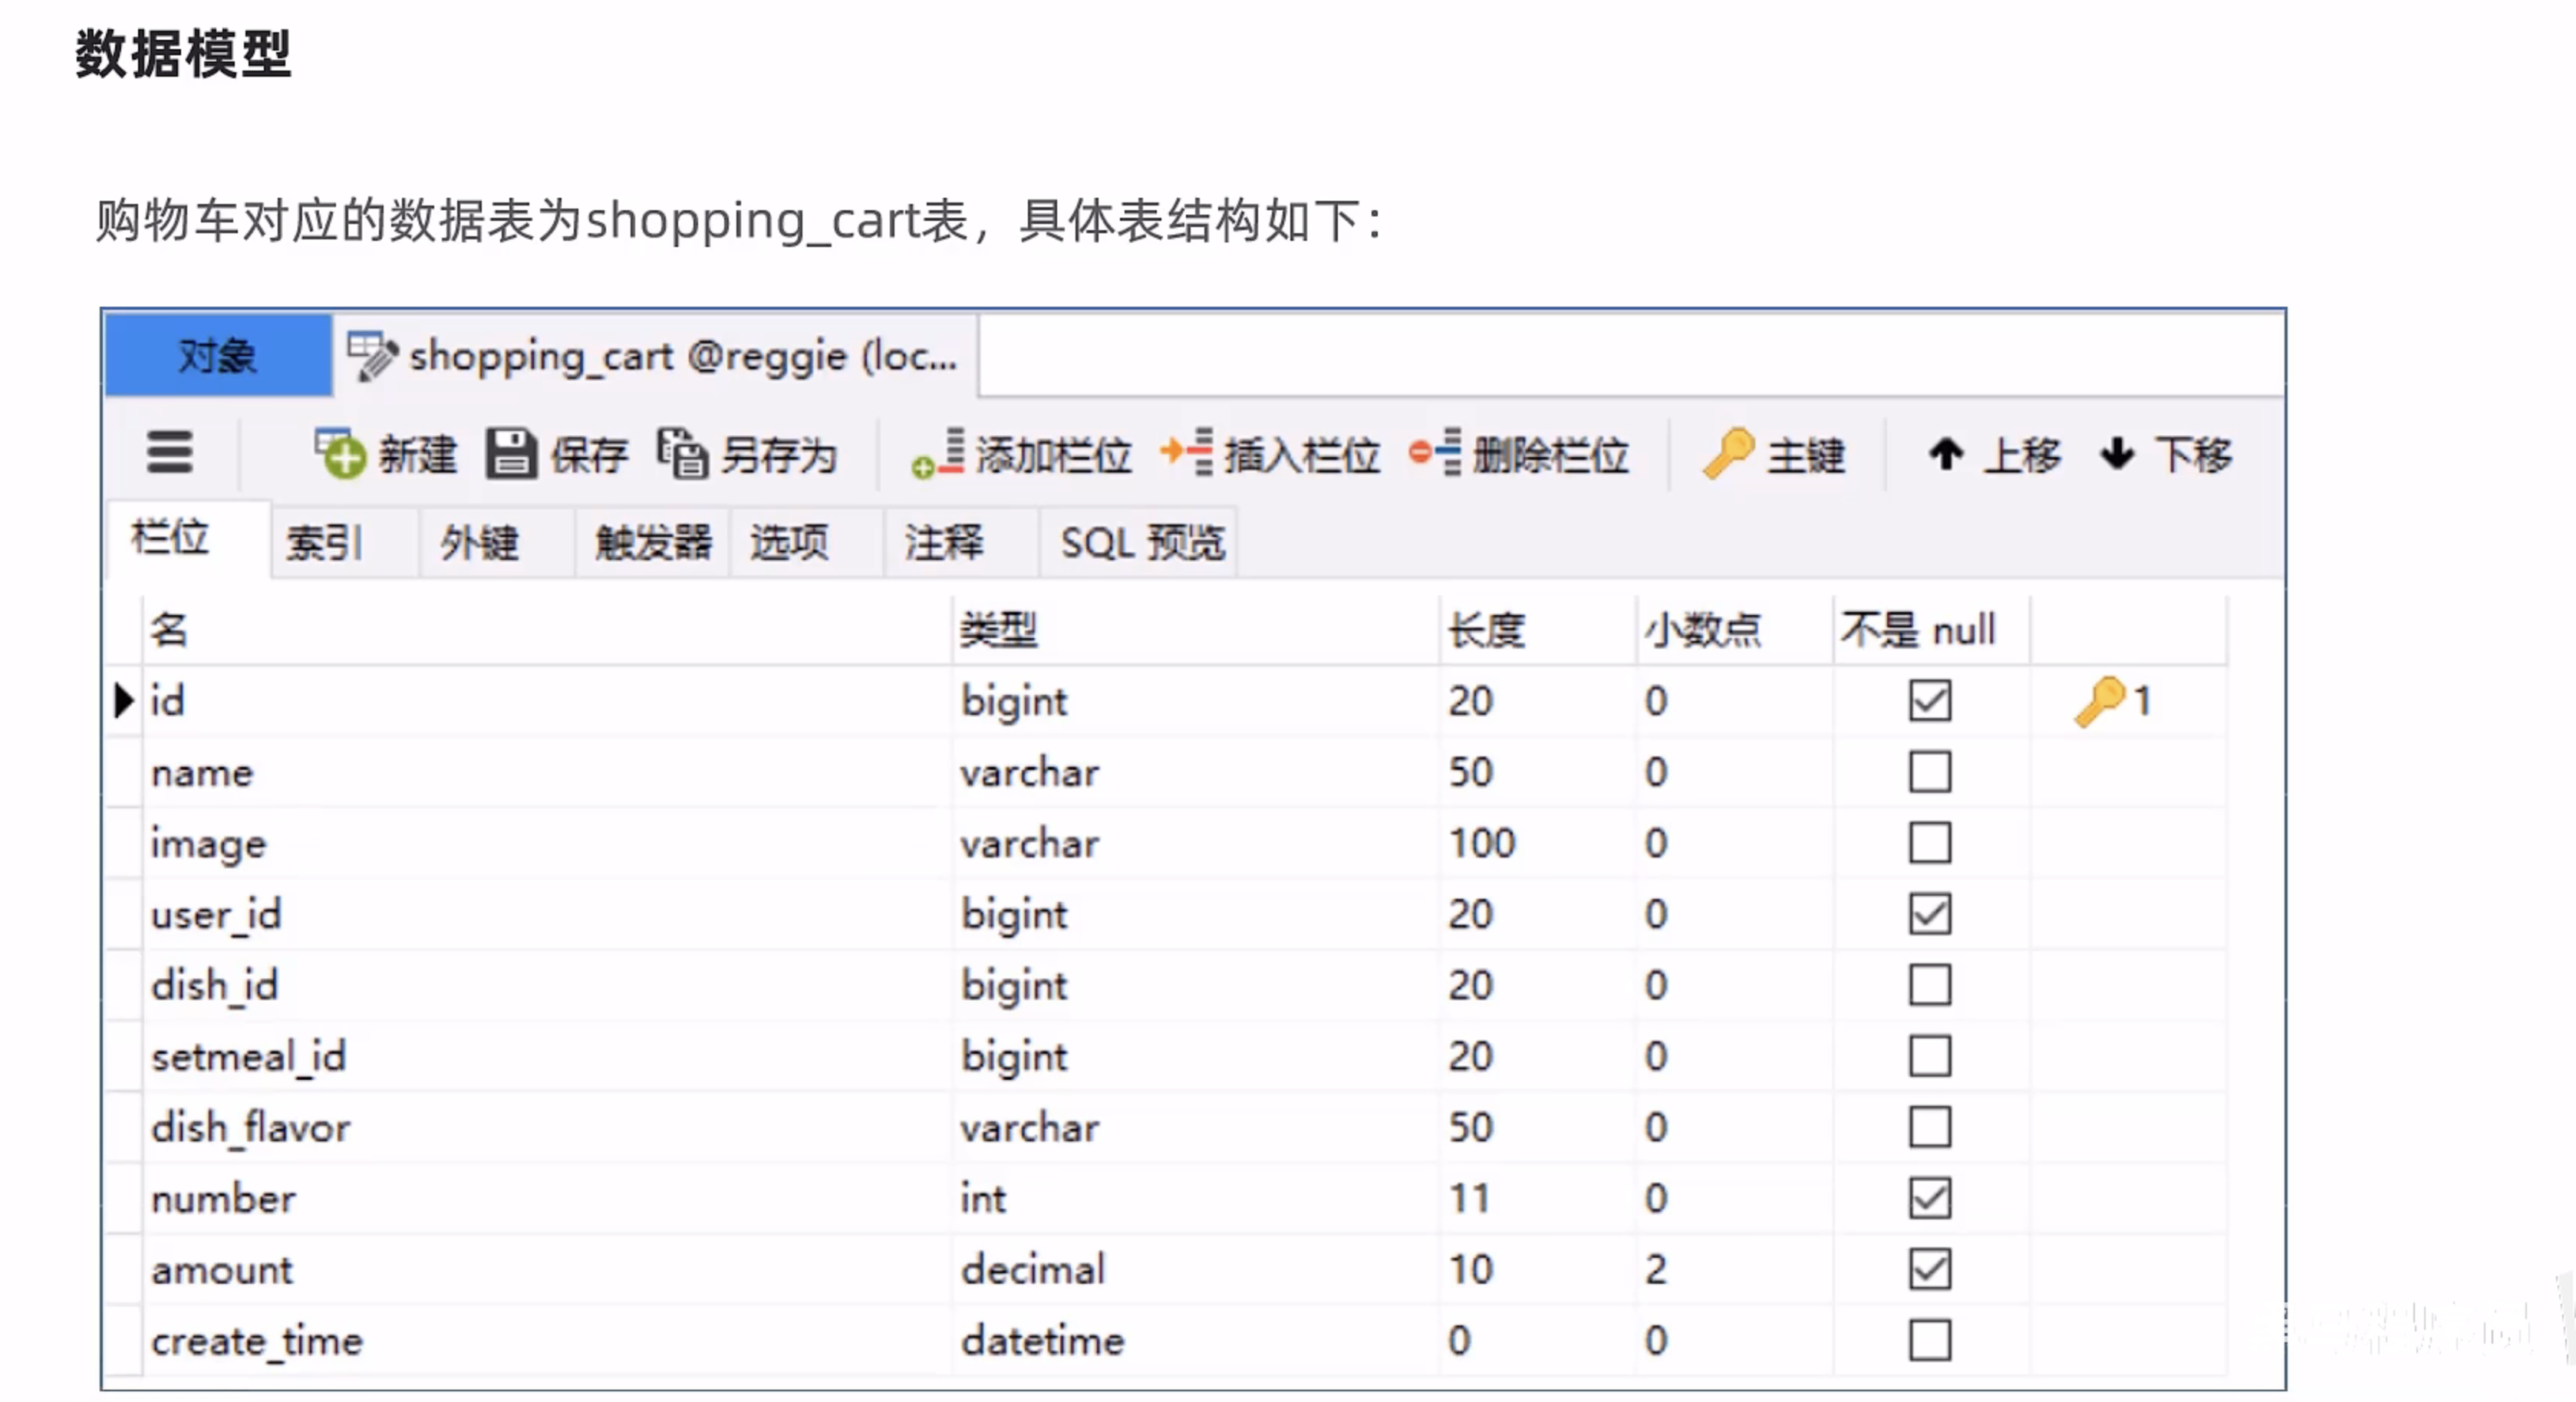 数据模型
购物车对应的数据表为shopping_cart表，具体表结构如下：
对象 shopping_cart @reggie (loc...
新建 保存 另存为 添加栏位 插入栏位 删除栏位 主键 上移 下移
栏位 索引 外键 触发器 选项 注释 SQL 预览
名 类型 长度 小数点 不是 null
id bigint 20 0 1
name varchar 50 0
image varchar 100 0
user_id bigint 20 0
dish_id bigint 20 0
setmeal_id bigint 20 0
dish_flavor varchar 50 0
number int 11 0
amount decimal 10 2
create_time datetime 0 0